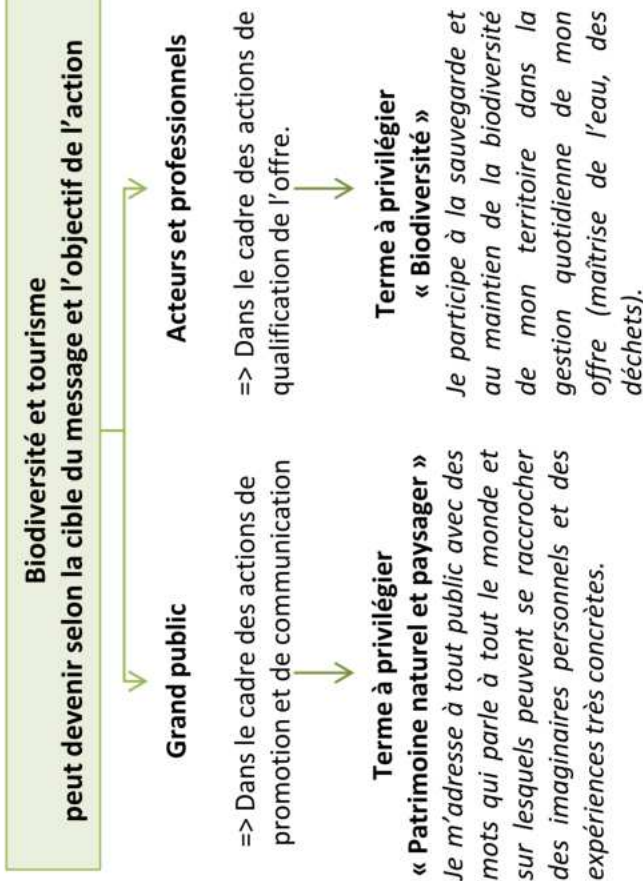 Biodiversité et tourisme
peut devenir selon la cible du message et l'objectif de l'action
Grand public
=> Dans le cadre des actions de
promotion et de communication
Terme à privilégier
« Patrimoine naturel et paysager »
Je m'adresse à tout public avec des
mots qui parle à tout le monde et
sur lesquels peuvent se raccrocher
des imaginaires personnels et des
expériences très concrètes.
Acteurs et professionnels
=> Dans le cadre des actions de
qualification de l'offre.
Terme à privilégier
« Biodiversité »
Je participe à la sauvegarde et
au maintien de la biodiversité
de mon territoire dans la
gestion quotidienne de mon
offre (maîtrise de l'eau, des
déchets).